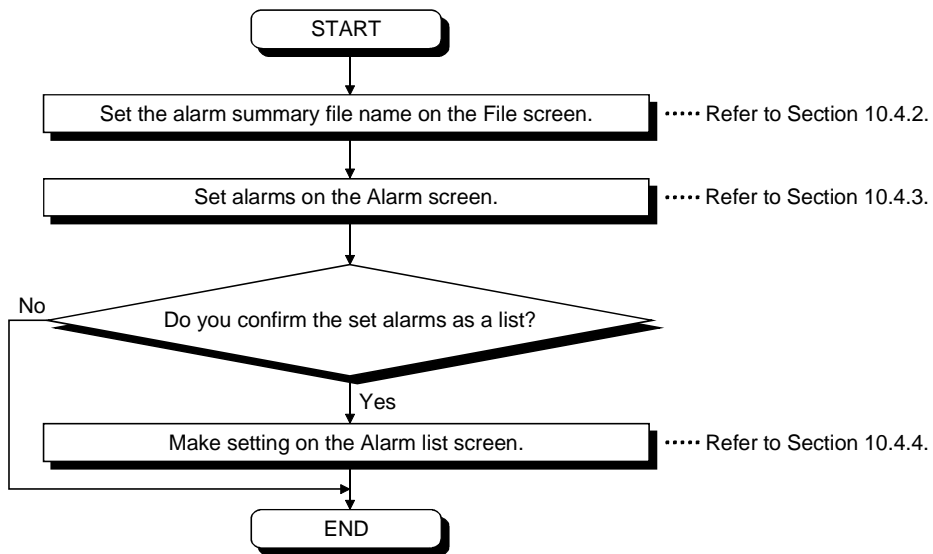 START
Set the alarm summary file name on the File screen. ····· Refer to Section 10.4.2.
Set alarms on the Alarm screen. ····· Refer to Section 10.4.3.
No
Do you confirm the set alarms as a list?
Yes
Make setting on the Alarm list screen. ····· Refer to Section 10.4.4.
END